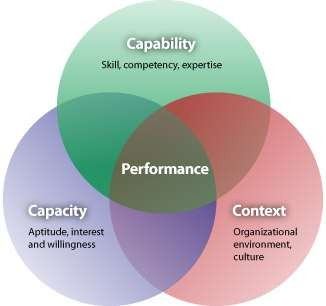 Capability
Skill, competency, expertise
Performance
Capacity
Aptitude, interest
and willingness
Context
Organizational
environment,
culture